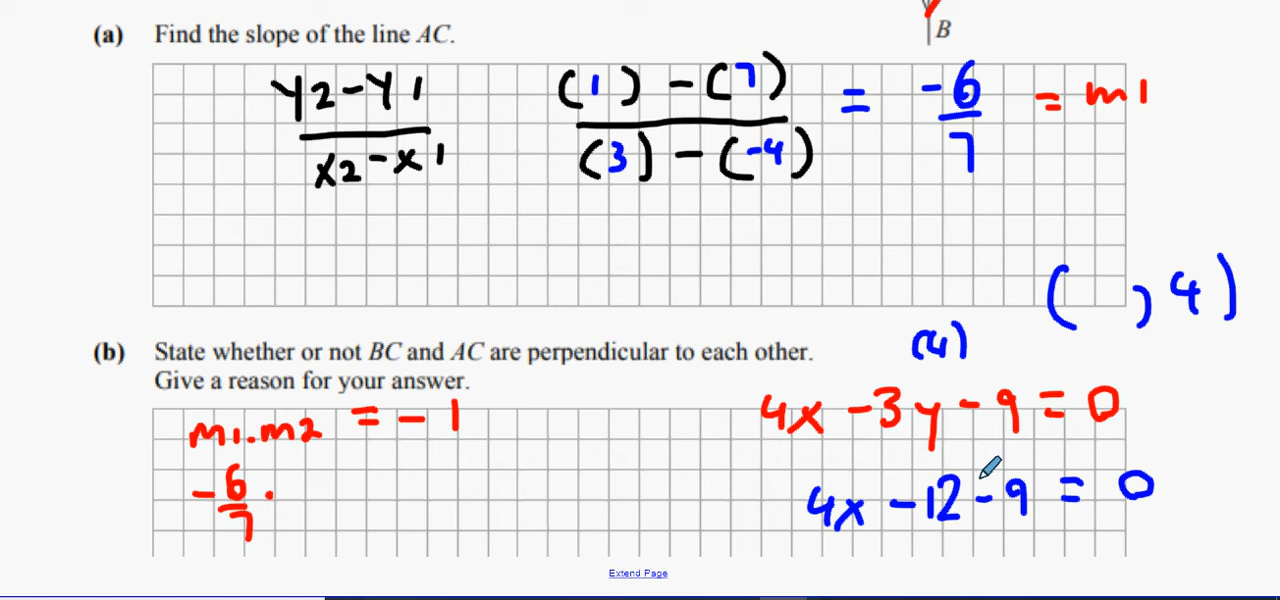 B
(a) Find the slope of the line AC.
y2-y1
x2-x1
(1) - (7)
(3) - (-4)
= -6
7
= m1
( , 4)
(4)
(b) State whether or not BC and AC are perpendicular to each other.
Give a reason for your answer.
m1.m2 = -1
-6
7
.
4x -3y -9 = 0
4x -12 -9 = 0
Extend Page